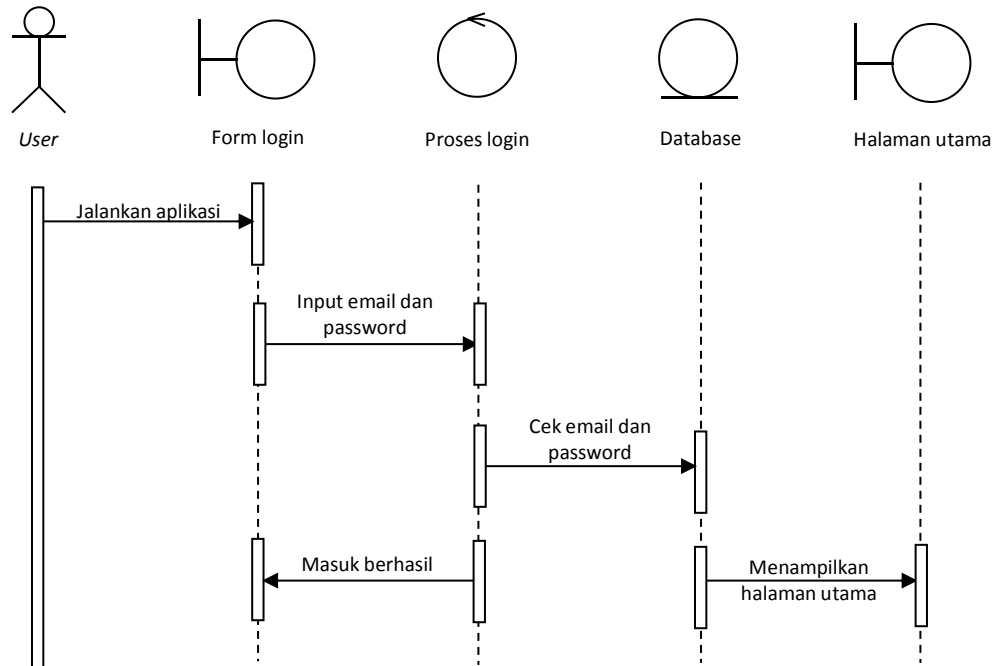 User
Form login
Proses login
Database
Halaman utama
Jalankan aplikasi
Input email dan
password
Cek email dan
password
Masuk berhasil
Menampilkan
halaman utama